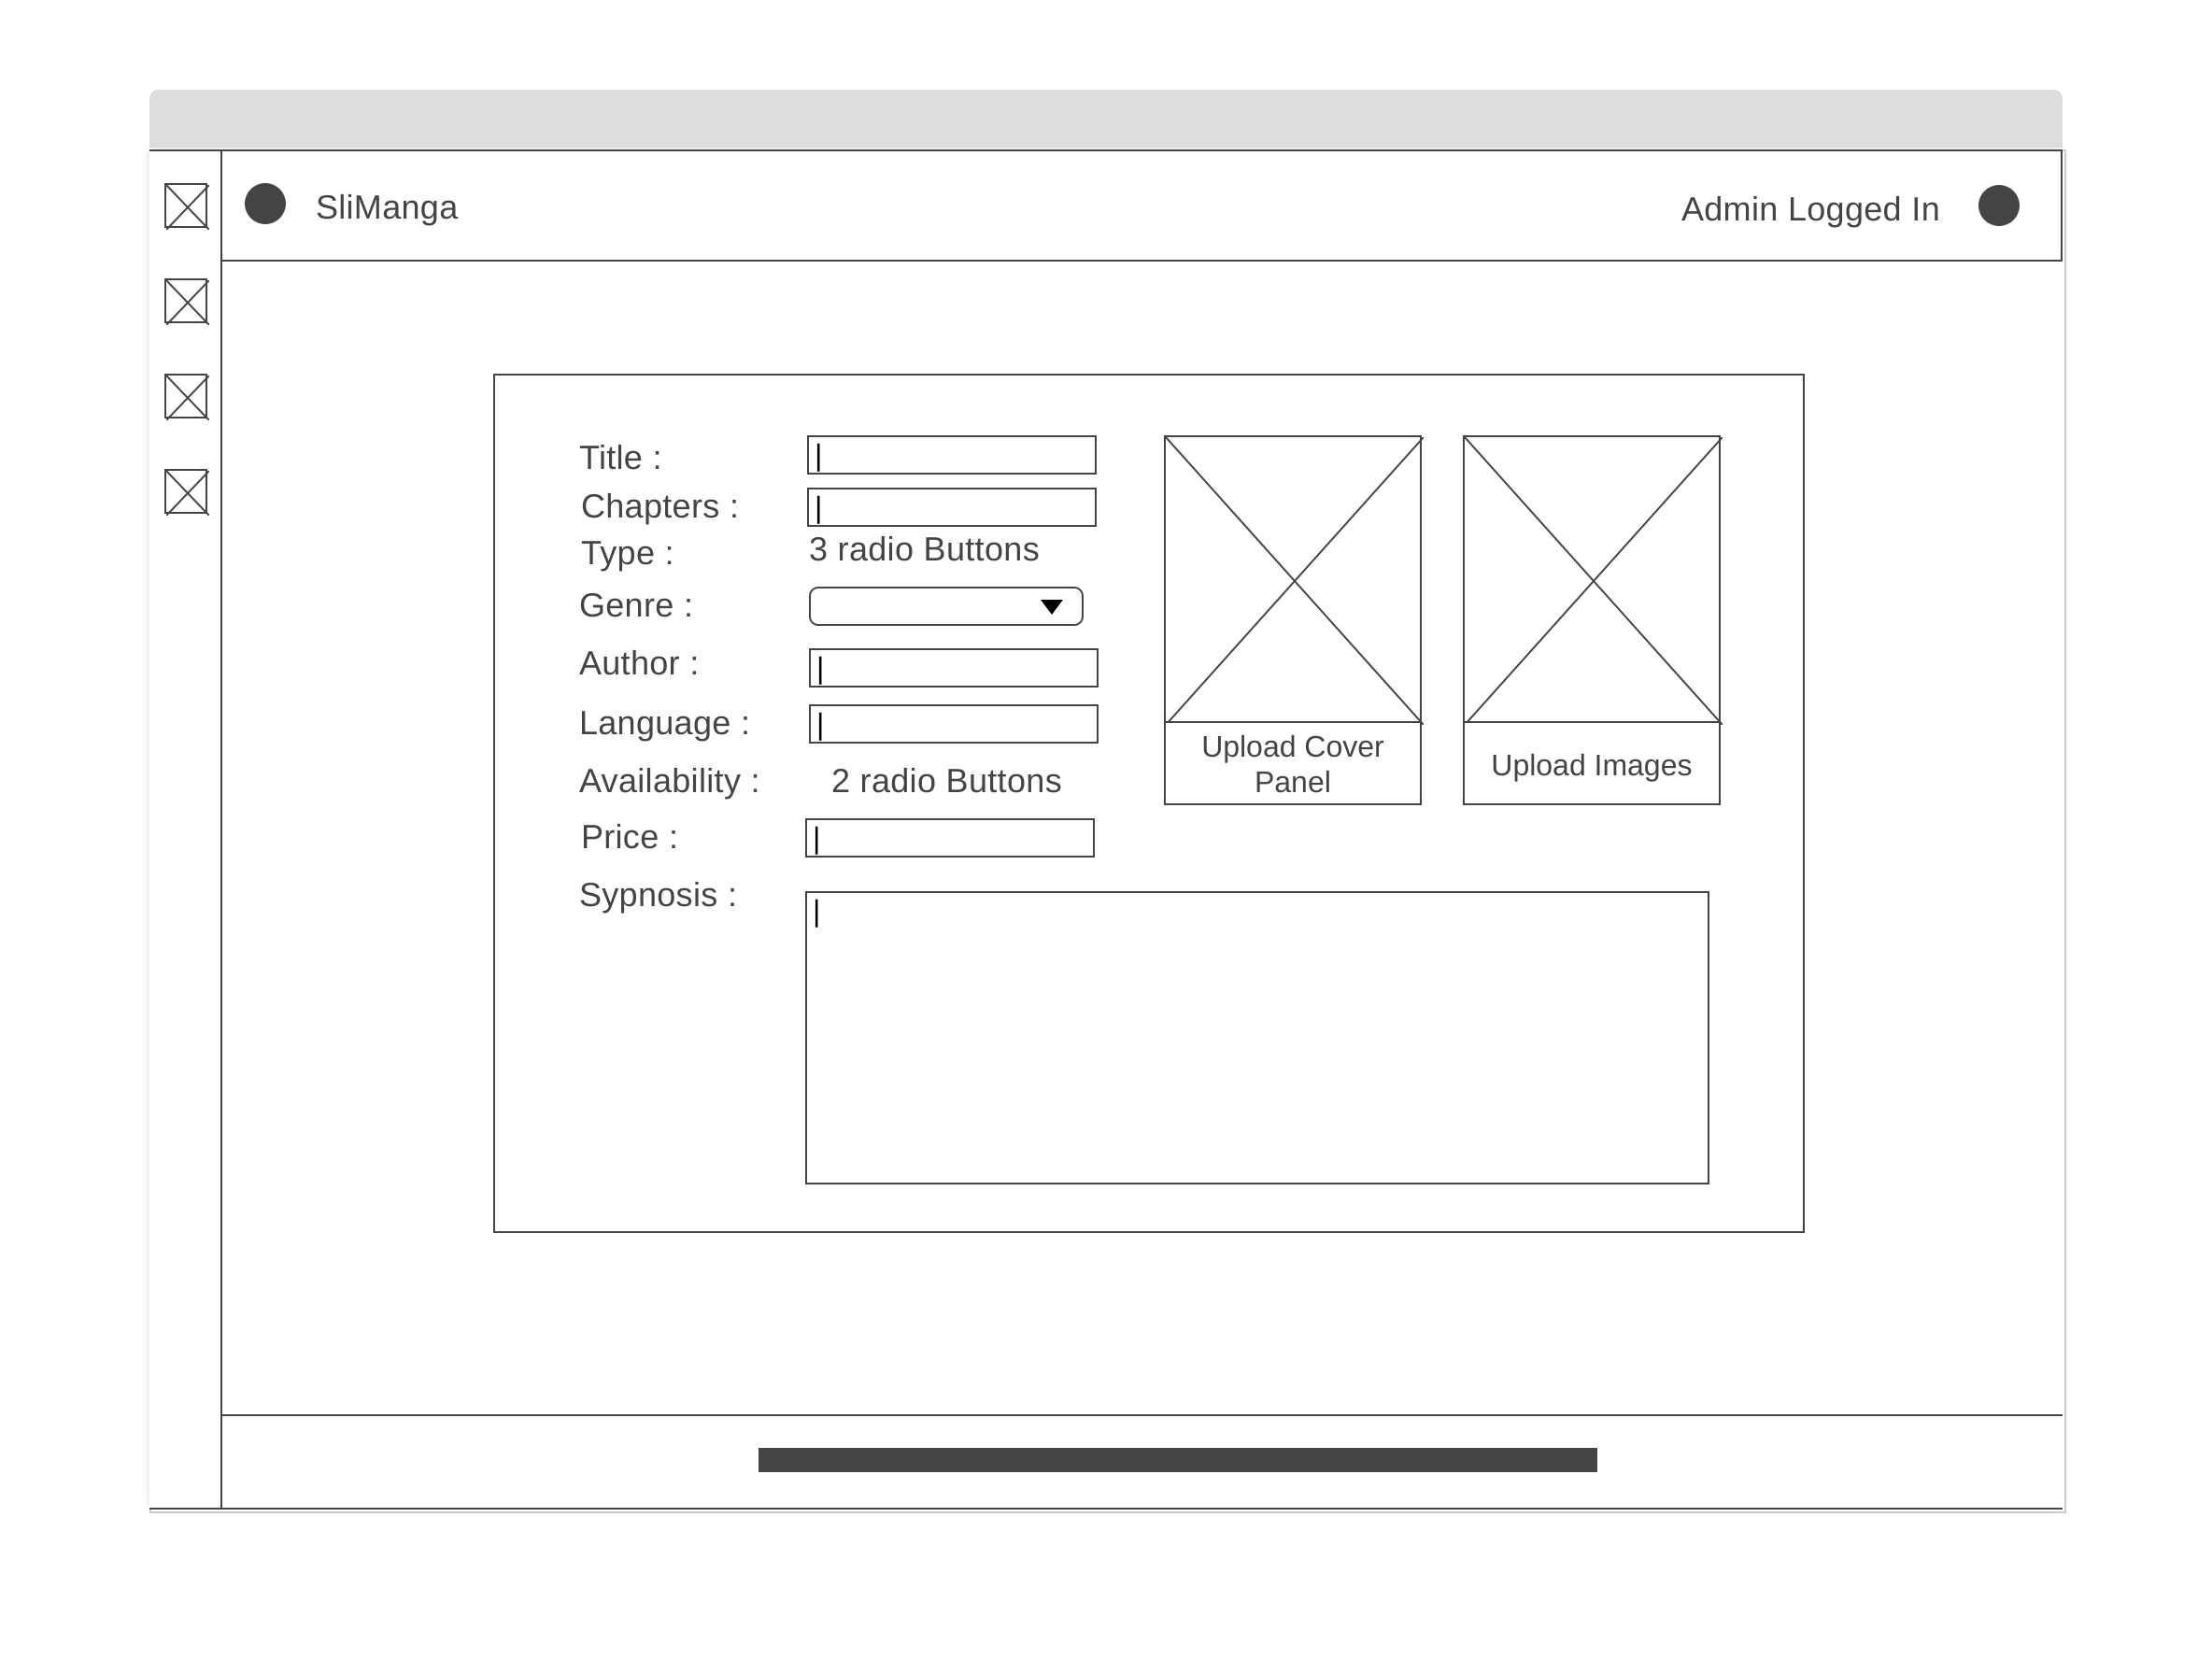 SliManga
Admin Logged In
Title :
Chapters :
Type :
3 radio Buttons
Genre :
Author :
Language :
Availability :
2 radio Buttons
Price :
Sypnosis :
Upload Cover
Panel
Upload Images